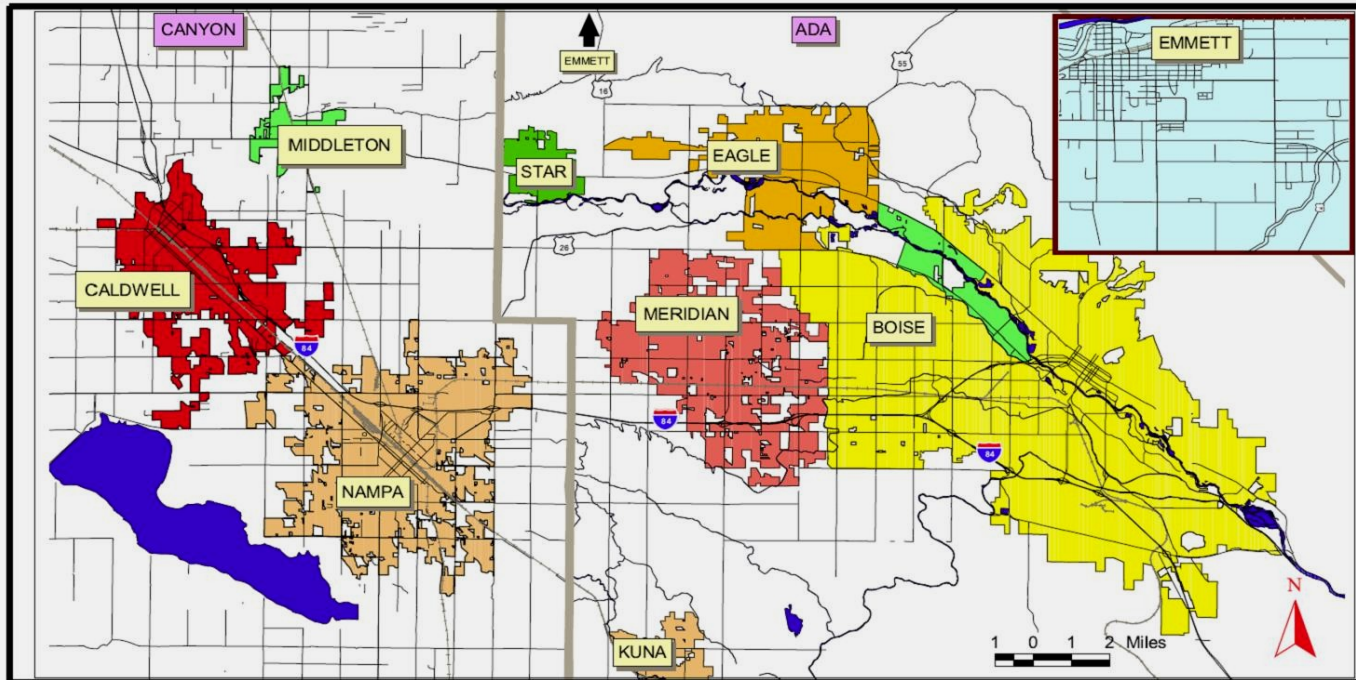 CANYON
ADA
EMMETT
EMMETT
55
16
MIDDLETON
STAR
EAGLE
26
CALDWELL
MERIDIAN
BOISE
84
84
84
NAMPA
KUNA
N
1 0 1 2 Miles